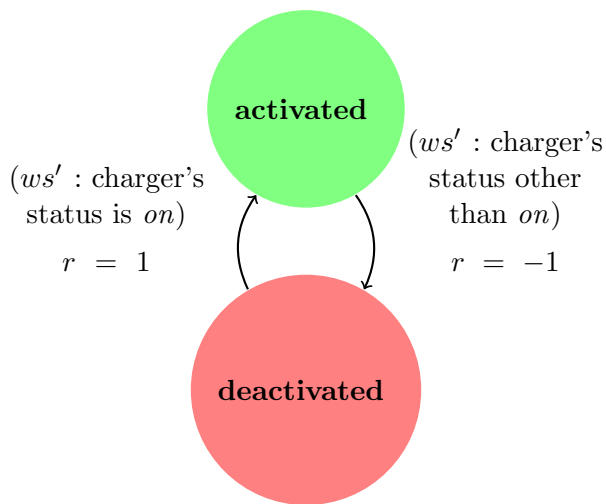 activated
(ws′ : charger's
status is on)
r = 1
(ws′ : charger's
status other
than on)
r = −1
deactivated